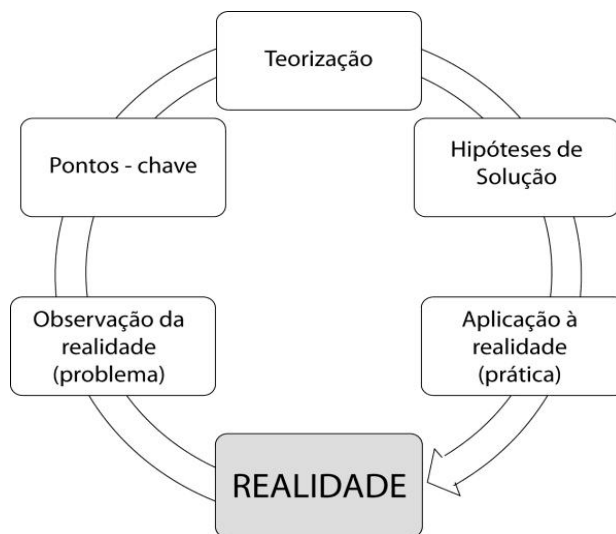 Teorização
Pontos - chave
Hipóteses de
Solução
Observação da
realidade
(problema)
Aplicação à
realidade
(prática)
REALIDADE